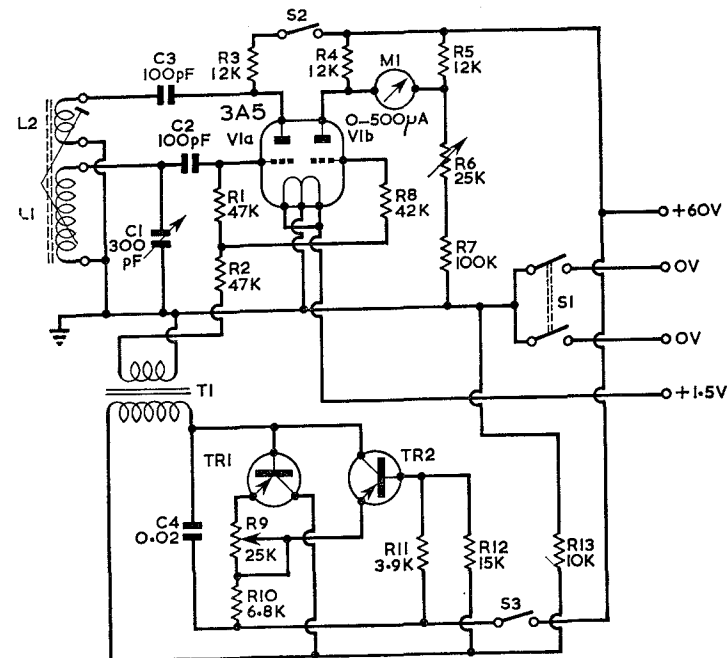 S2
C3
100pF
R3
12K
R4
12K
M1
R5
12K
0-500µA
3A5
V1a
V1b
L2
C2
100pF
R6
25K
L1
R1
47K
R8
42K
C1
300
pF
+60V
R7
100K
R2
47K
0V
S1
0V
T1
+1.5V
TR1
TR2
C4
0.02
R9
25K
R11
3.9K
R12
15K
R13
10K
R10
6.8K
S3